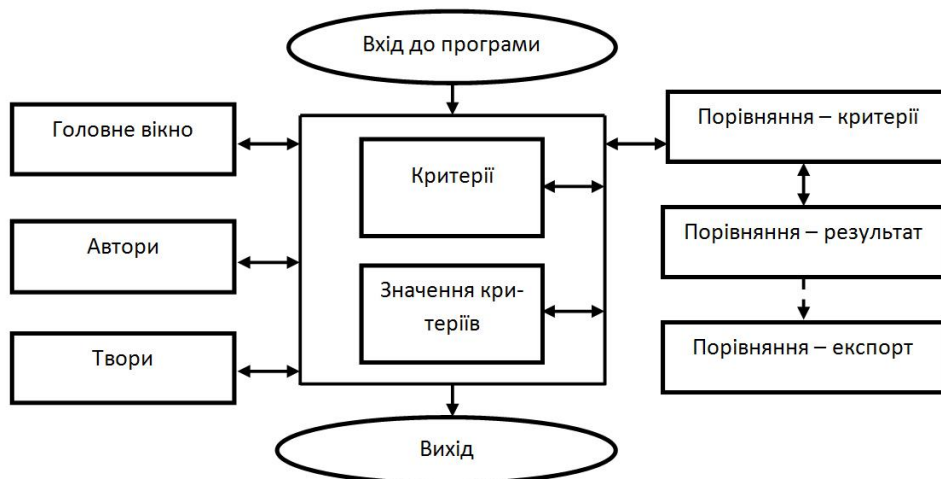 Вхід до програми
Головне вікно
Автори
Твори
Критерії
Значення кри-
теріїв
Порівняння – критерії
Порівняння – результат
Порівняння – експорт
Вихід